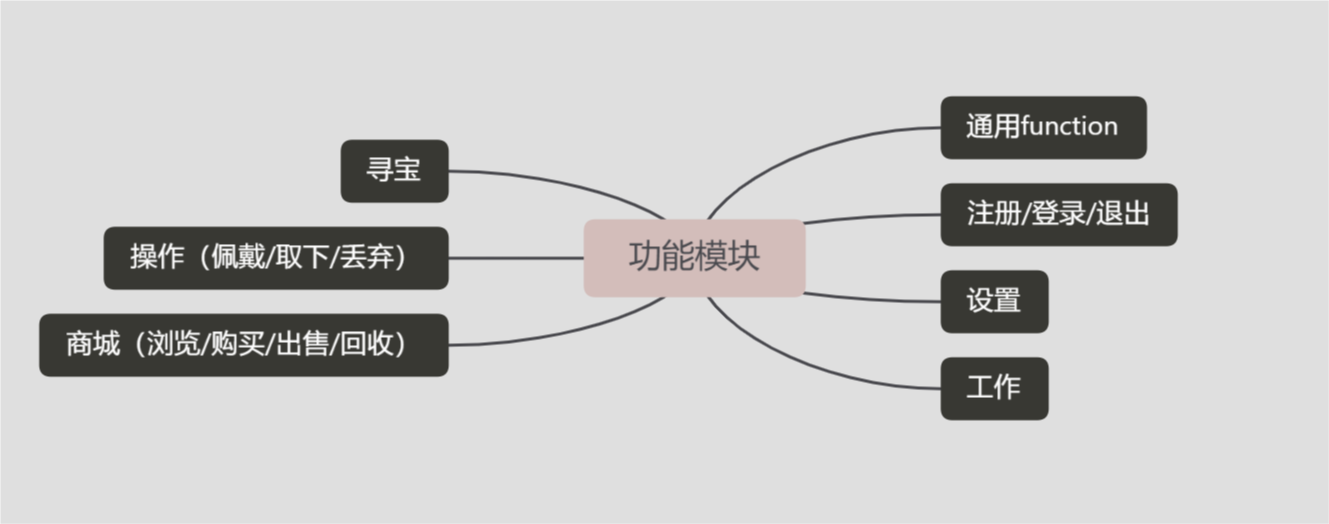 功能模块
通用function
注册/登录/退出
设置
工作
寻宝
操作（佩戴/取下/丢弃）
商城（浏览/购买/出售/回收）